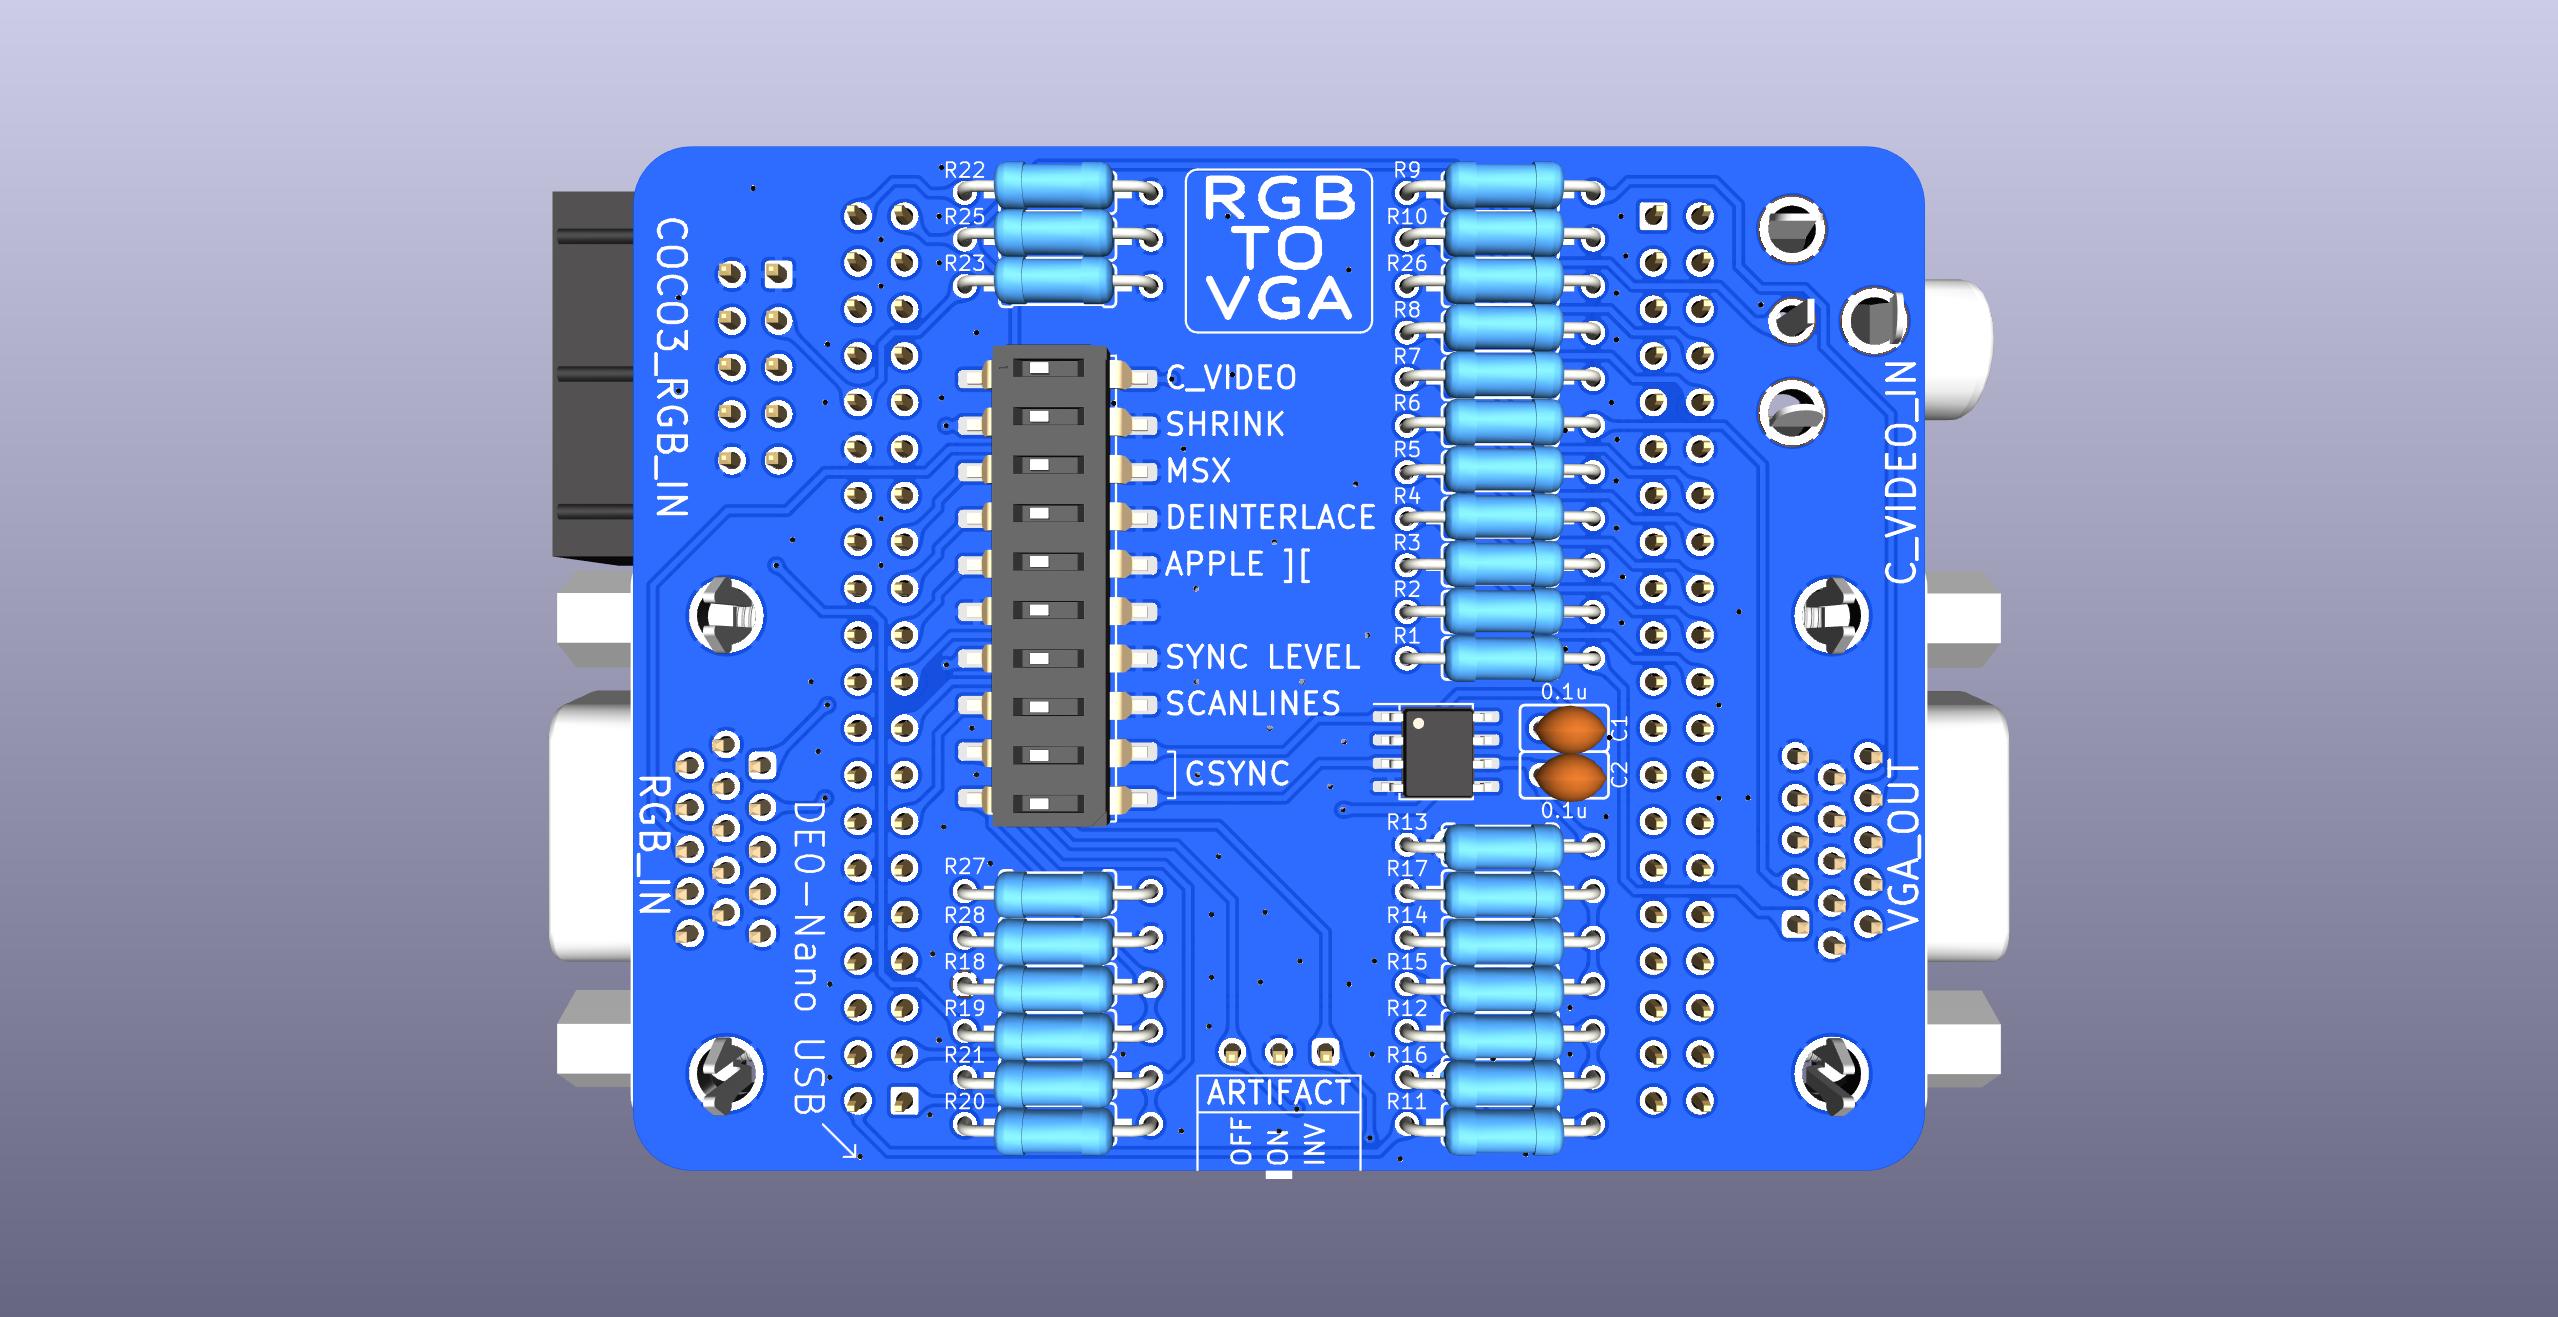 RGB
TO
VGA
R22
R25
R23
R9
R10
R26
R8
R7
R6
R5
R4
R3
R2
R1
COCO3_RGB_IN
C_VIDEO
SHRINK
MSX
DEINTERLACE
APPLE ][
SYNC LEVEL
SCANLINES
CSYNC
C_VIDEO_IN
0.1u
C1
C2
0.1u
RGB_IN
DE0-Nano USB
VGA_OUT
R27
R28
R18
R19
R21
R20
R13
R17
R14
R15
R12
R16
R11
ARTIFACT
OFF
ON
INV